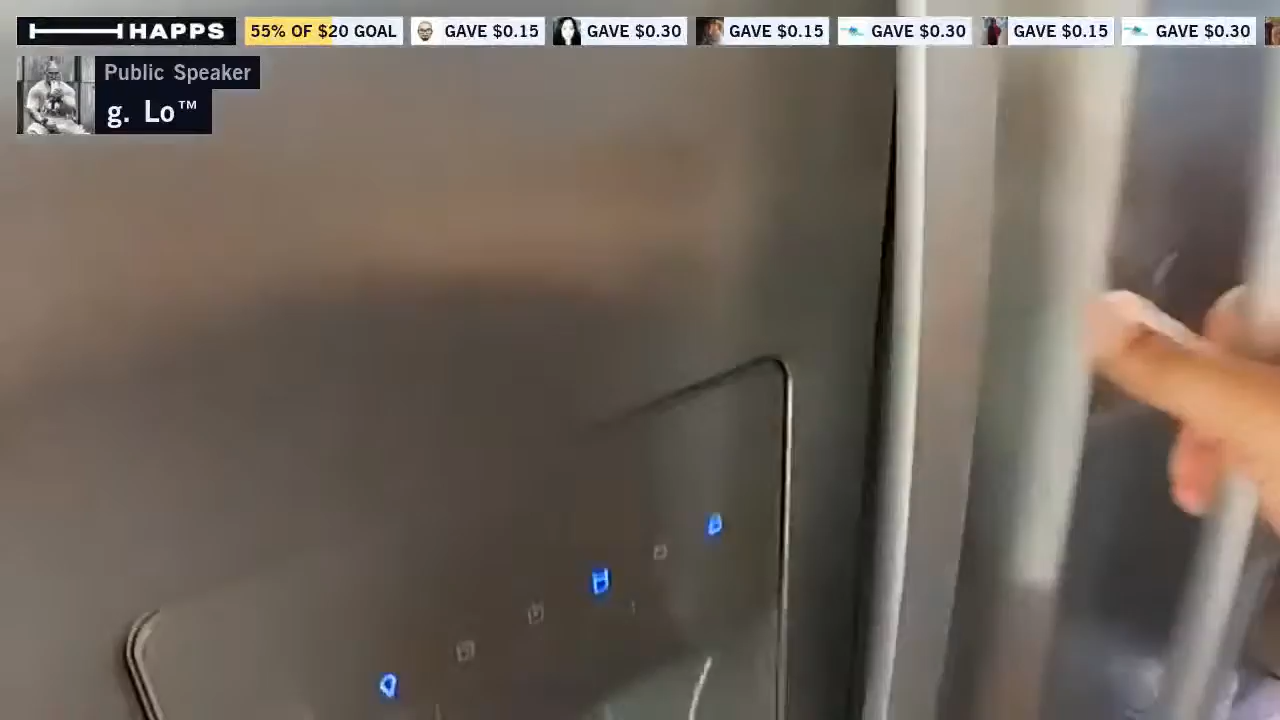 HAPPS 55% OF $20 GOAL GAVE $0.15 GAVE $0.30 GAVE $0.15 GAVE $0.30 GAVE $0.15 GAVE $0.30
Public Speaker
g. Lo™